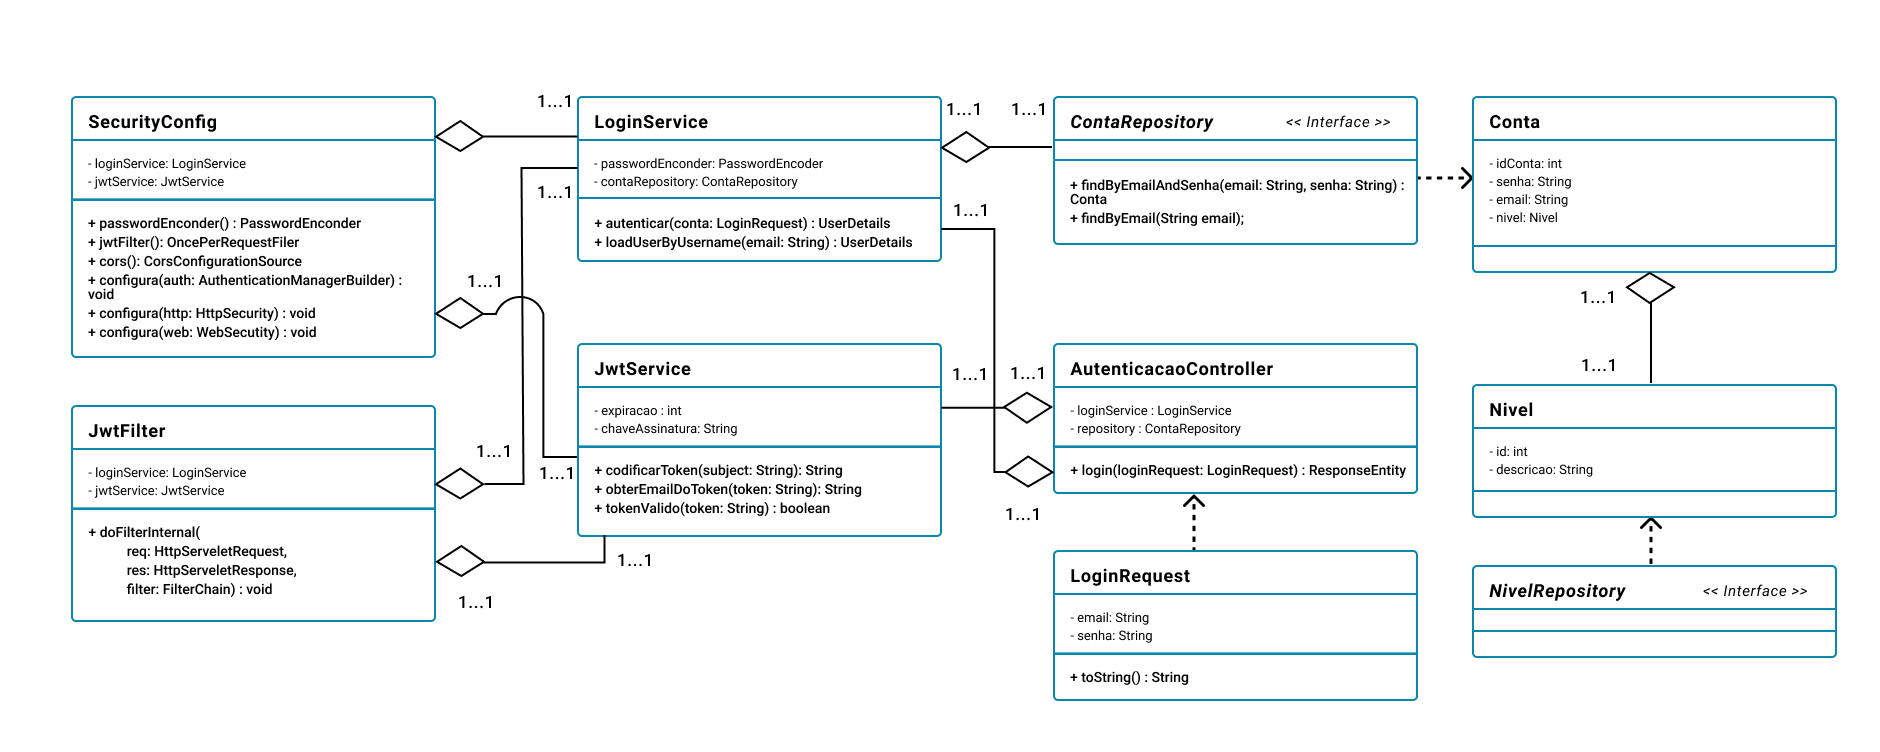 SecurityConfig
- loginService: LoginService
- jwtService: JwtService
+ passwordEnconder() : PasswordEnconder
+ jwtFilter(): OncePerRequestFiler
+ cors(): CorsConfigurationSource
+ configura(auth: AuthenticationManagerBuilder) :
void
+ configura(http: HttpSecurity) : void
+ configura(web: WebSecutity) : void
1...1
1...1
1...1
LoginService
- passwordEnconder: PasswordEncoder
- contaRepository: ContaRepository
+ autenticar(conta: LoginRequest) : UserDetails
+ loadUserByUsername(email: String) : UserDetails
1...1
1...1
1...1
ContaRepository
<< Interface >>
+ findByEmailAndSenha(email: String, senha: String) :
Conta
+ findByEmail(String email);
Conta
- idConta: int
- senha: String
- email: String
- nivel: Nivel
1...1
1...1
JwtFilter
- loginService: LoginService
- jwtService: JwtService
+ doFilterInternal(
req: HttpServeletRequest,
res: HttpServeletResponse,
filter: FilterChain) : void
1...1
1...1
1...1
1...1
JwtService
- expiracao : int
- chaveAssinatura: String
+ codificarToken(subject: String): String
+ obterEmailDoToken(token: String): String
+ tokenValido(token: String) : boolean
1...1
1...1
1...1
AutenticacaoController
- loginService : LoginService
- repository : ContaRepository
+ login(loginRequest: LoginRequest) : ResponseEntity
Nivel
- id: int
- descricao: String
LoginRequest
- email: String
- senha: String
+ toString() : String
NivelRepository
<< Interface >>